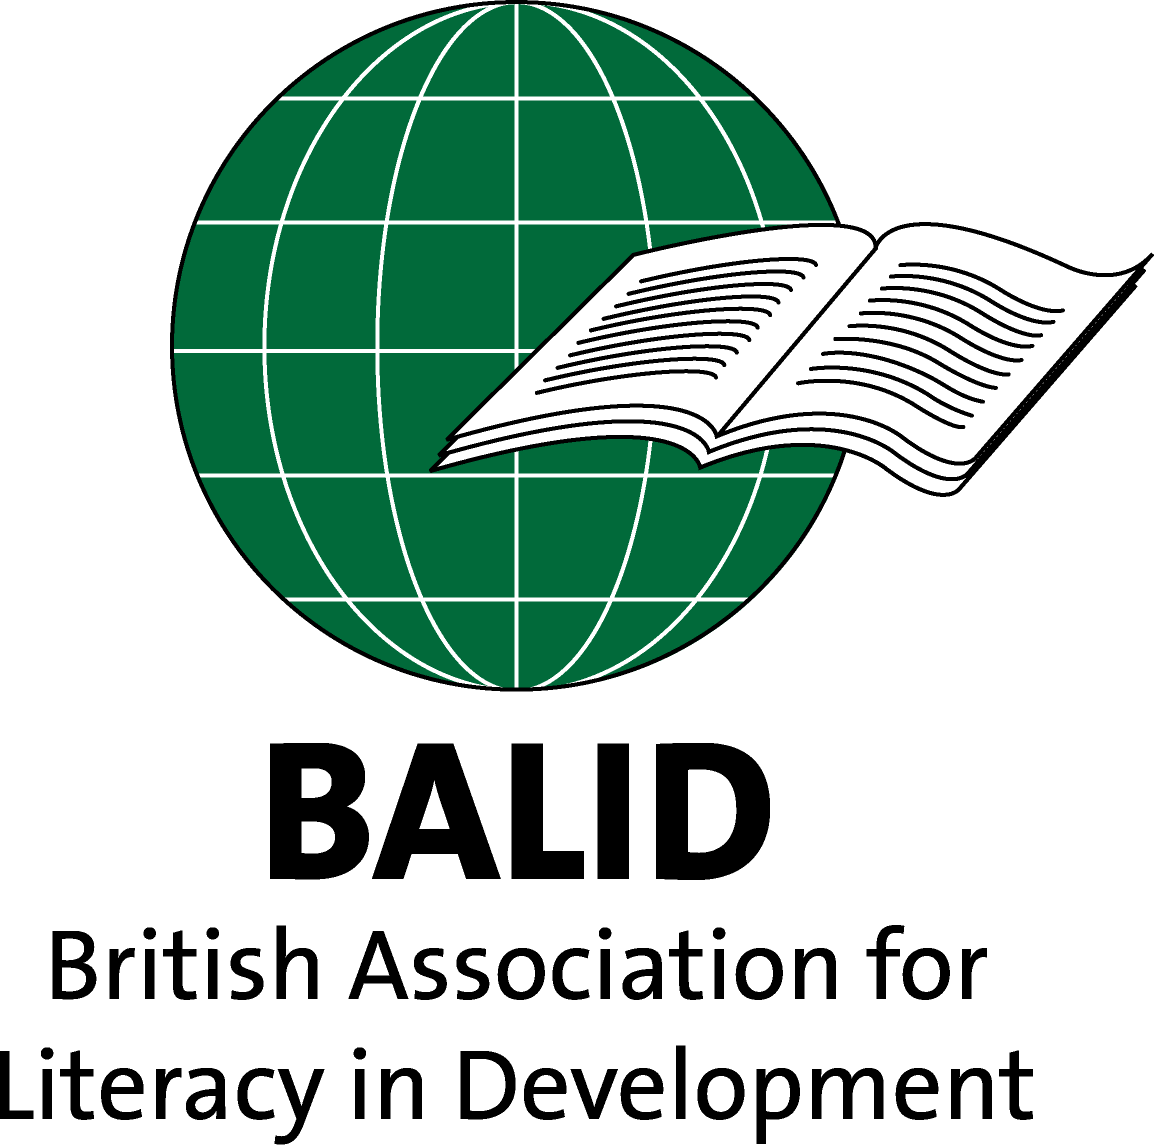 BALID
British Association for
Literacy in Development